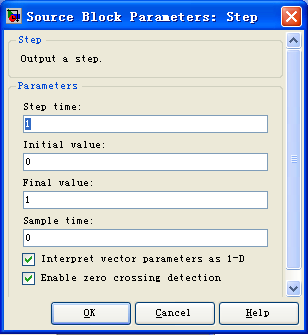 Source Block Parameters: Step
Step
Output a step.
Parameters
Step time:
1
Initial value:
0
Final value:
1
Sample time:
0
Interpret vector parameters as 1-D
Enable zero crossing detection
OK Cancel Help